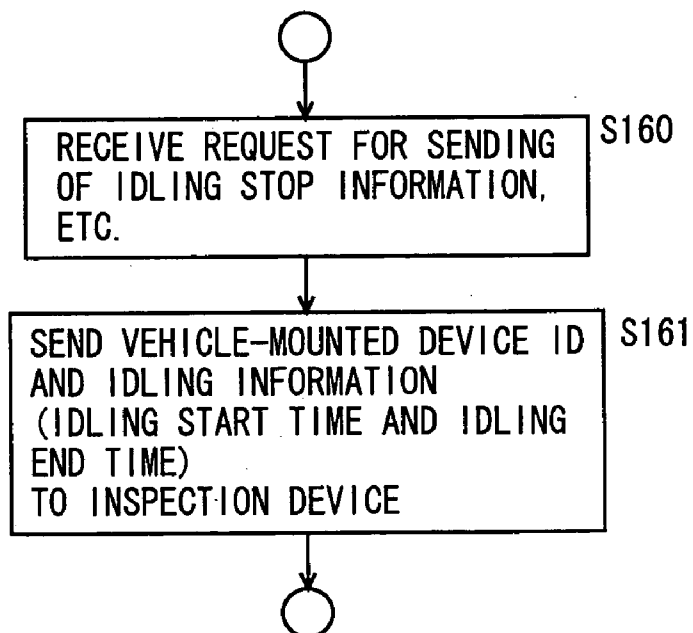 RECEIVE REQUEST FOR SENDING
OF IDLING STOP INFORMATION,
ETC.
S160
SEND VEHICLE-MOUNTED DEVICE ID
AND IDLING INFORMATION
(IDLING START TIME AND IDLING
END TIME)
TO INSPECTION DEVICE
S161